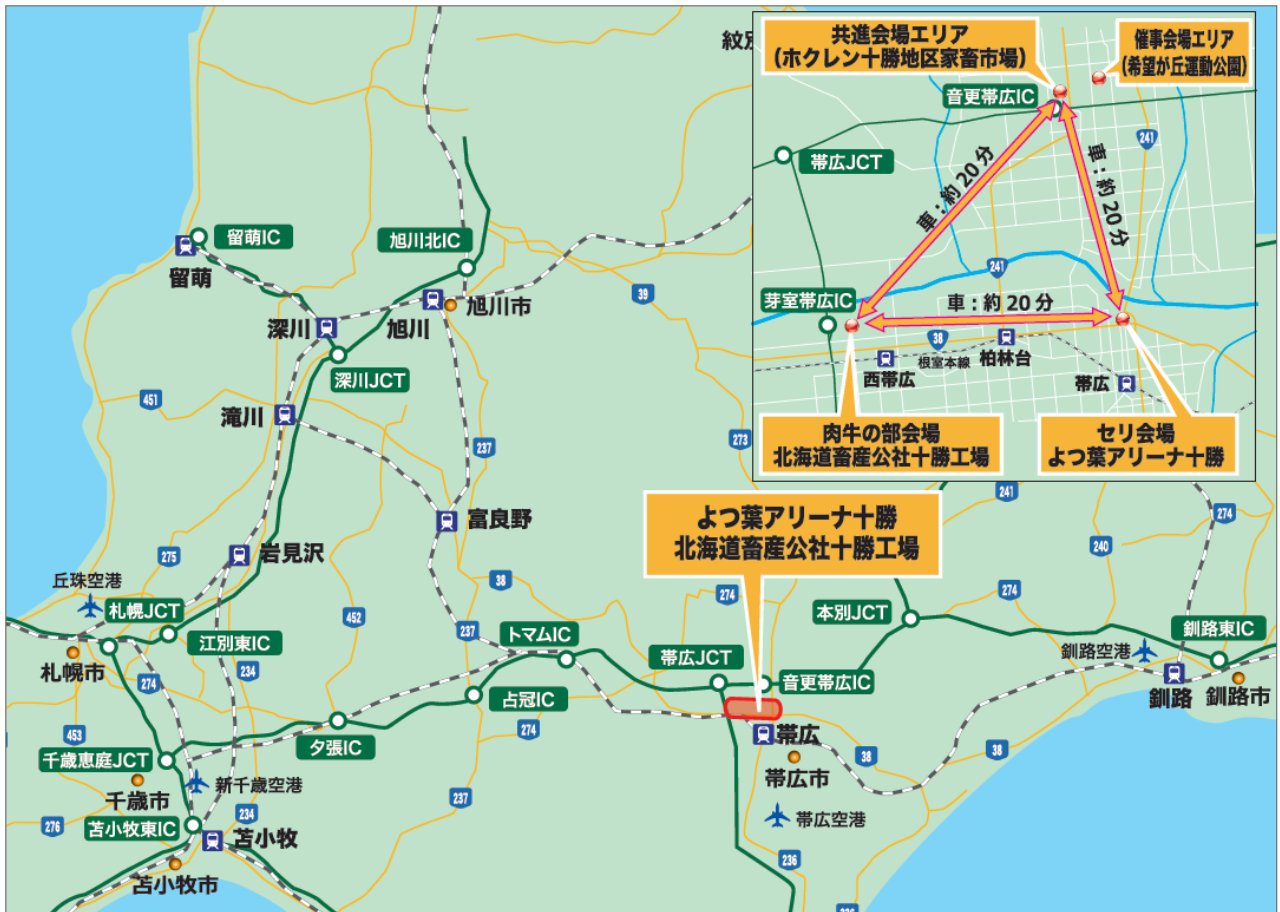 紋別
共進会場エリア
(ホクレン十勝地区家畜市場)
催事会場エリア
(希望が丘運動公園)
音更帯広IC
241
帯広JCT
車：約20分
車：約20分
241
芽室帯広IC
車：約20分
38
根室本線
柏林台
西帯広
帯広
肉牛の部会場
北海道畜産公社十勝工場
セリ会場
よつ葉アリーナ十勝
留萌IC
旭川北IC
留萌
39
旭川市
深川
旭川
深川JCT
451
滝川
237
273
富良野
よつ葉アリーナ十勝
北海道畜産公社十勝工場
241
274
240
275
岩見沢
丘珠空港
38
274
274
札幌JCT
452
本別JCT
江別東IC
237
トマムIC
釧路東IC
札幌市
234
帯広JCT
釧路空港
274
音更帯広IC
釧路
釧路市
占冠IC
453
夕張IC
274
帯広
38
38
千歳恵庭JCT
新千歳空港
帯広市
千歳市
237
234
帯広空港
276
苫小牧東IC
苫小牧
236
苫小牧市
236